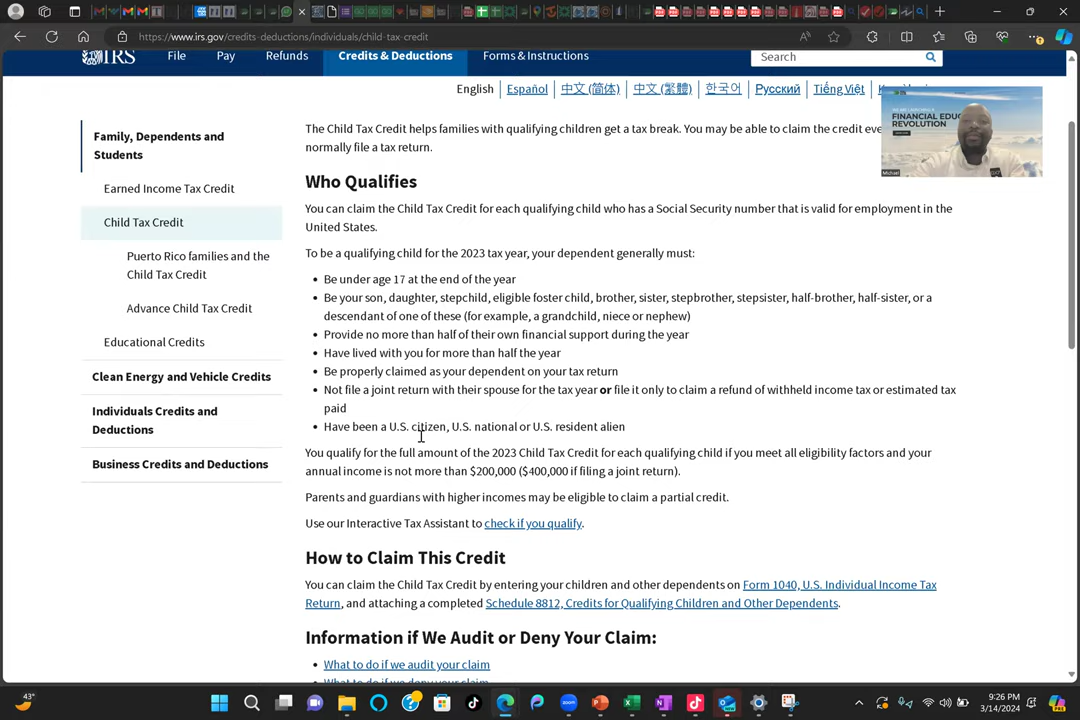 https://www.irs.gov/credits-deductions/individuals/child-tax-credit
IRS
File
Pay
Refunds
Credits & Deductions
Forms & Instructions
Search
English
Español
中文 (简体)
中文 (繁體)
한국어
Русский
Tiếng Việt
FINANCIAL EDU
REVOLUTION
Michael
Family, Dependents and
Students
Earned Income Tax Credit
Child Tax Credit
Puerto Rico families and the
Child Tax Credit
Advance Child Tax Credit
Educational Credits
Clean Energy and Vehicle Credits
Individuals Credits and
Deductions
Business Credits and Deductions
The Child Tax Credit helps families with qualifying children get a tax break. You may be able to claim the credit eve
normally file a tax return.
Who Qualifies
You can claim the Child Tax Credit for each qualifying child who has a Social Security number that is valid for employment in the
United States.
To be a qualifying child for the 2023 tax year, your dependent generally must:
• Be under age 17 at the end of the year
• Be your son, daughter, stepchild, eligible foster child, brother, sister, stepbrother, stepsister, half-brother, half-sister, or a
descendant of one of these (for example, a grandchild, niece or nephew)
• Provide no more than half of their own financial support during the year
• Have lived with you for more than half the year
• Be properly claimed as your dependent on your tax return
• Not file a joint return with their spouse for the tax year or file it only to claim a refund of withheld income tax or estimated tax
paid
• Have been a U.S. citizen, U.S. national or U.S. resident alien
You qualify for the full amount of the 2023 Child Tax Credit for each qualifying child if you meet all eligibility factors and your
annual income is not more than $200,000 ($400,000 if filing a joint return).
Parents and guardians with higher incomes may be eligible to claim a partial credit.
Use our Interactive Tax Assistant to check if you qualify.
How to Claim This Credit
You can claim the Child Tax Credit by entering your children and other dependents on Form 1040, U.S. Individual Income Tax
Return, and attaching a completed Schedule 8812, Credits for Qualifying Children and Other Dependents.
Information if We Audit or Deny Your Claim:
• What to do if we audit your claim
• What to do if we deny your claim
43°
9:26 PM
3/14/2024